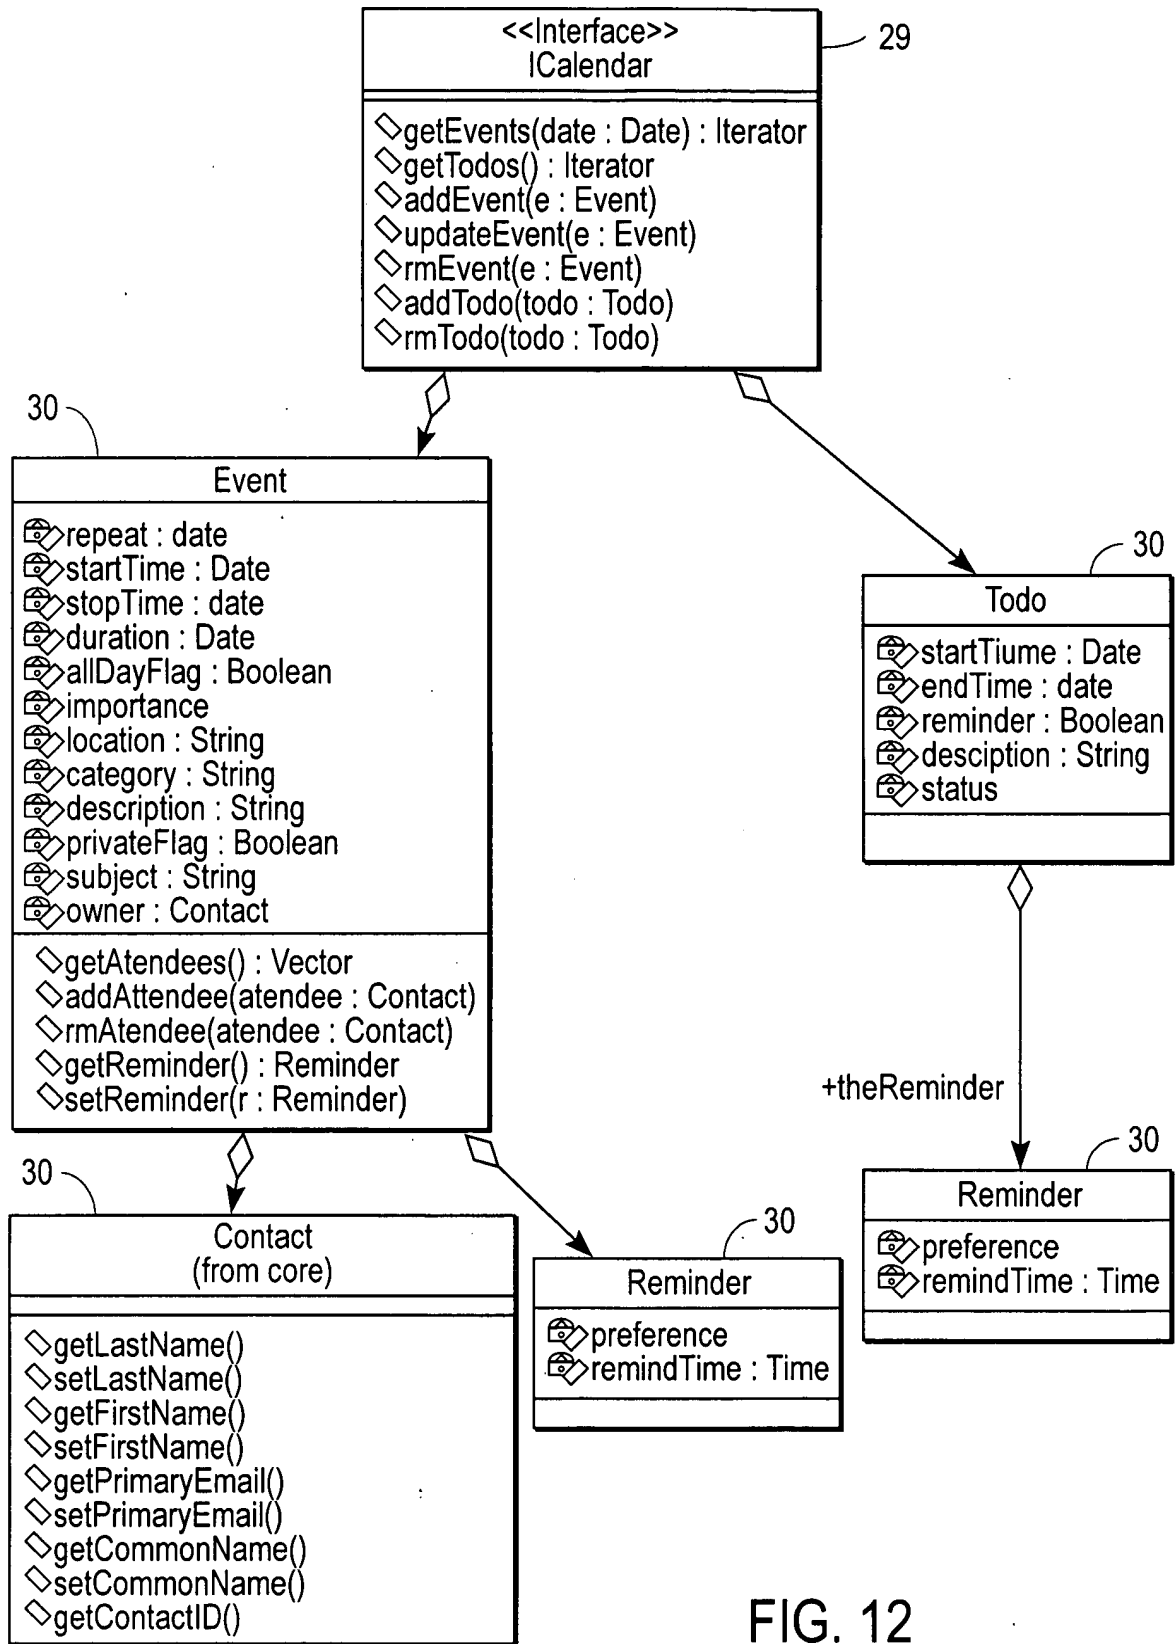 <<Interface>>
ICalendar
29
getEvents(date : Date) : Iterator
getTodos() : Iterator
addEvent(e : Event)
updateEvent(e : Event)
rmEvent(e : Event)
addTodo(todo : Todo)
rmTodo(todo : Todo)
30
Event
repeat : date
startTime : Date
stopTime : date
duration : Date
allDayFlag : Boolean
importance
location : String
category : String
description : String
privateFlag : Boolean
subject : String
owner : Contact
getAtendees() : Vector
addAttendee(atendee : Contact)
rmAtendee(atendee : Contact)
getReminder() : Reminder
setReminder(r : Reminder)
30
Todo
startTiume : Date
endTime : date
reminder : Boolean
desciption : String
status
+theReminder
30
Contact
(from core)
getLastName()
setLastName()
getFirstName()
setFirstName()
getPrimaryEmail()
setPrimaryEmail()
getCommonName()
setCommonName()
getContactID()
30
Reminder
preference
remindTime : Time
30
Reminder
preference
remindTime : Time
FIG. 12